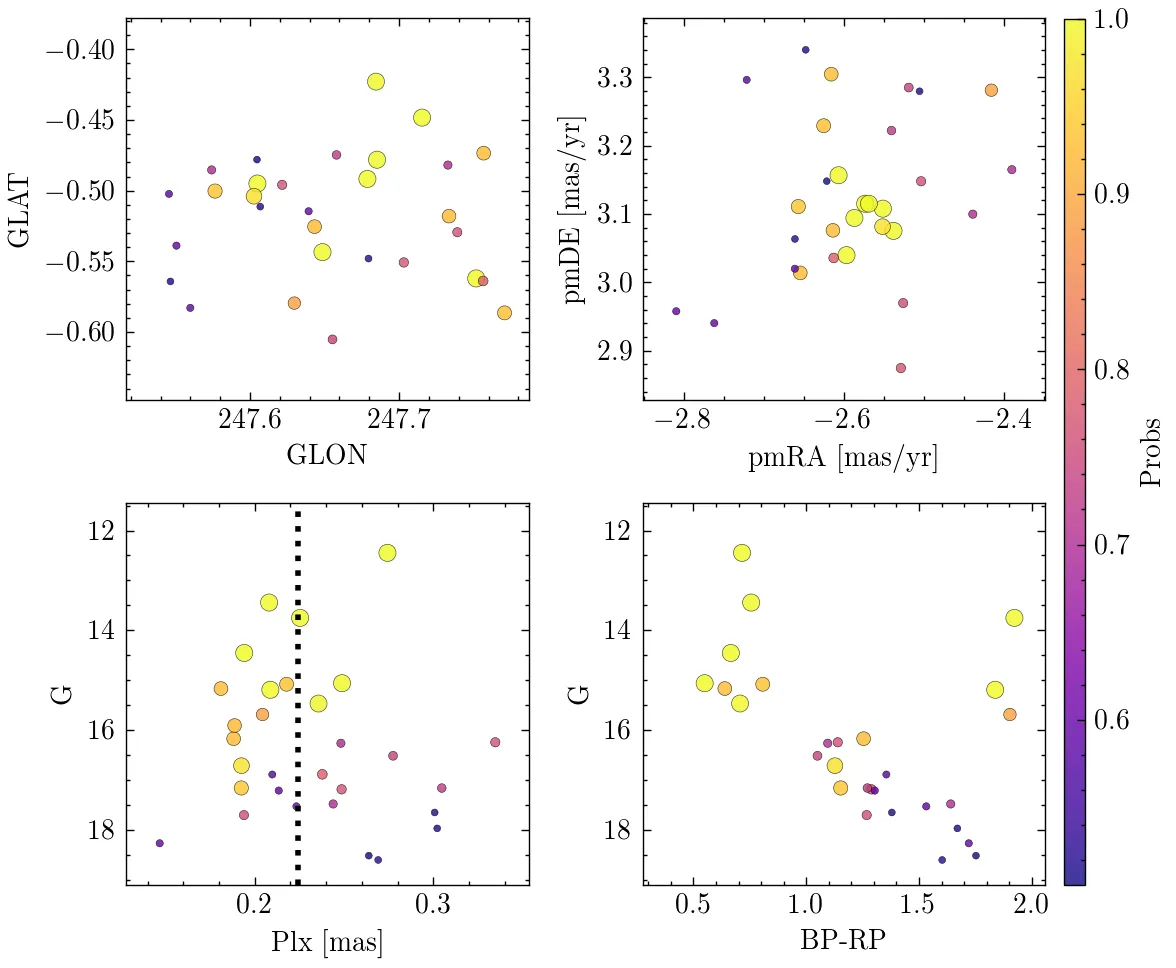 −0.40
−0.45
−0.50
−0.55
−0.60
GLAT
247.6 247.7
GLON
3.3
3.2
3.1
3.0
2.9
pmDE [mas/yr]
−2.8 −2.6 −2.4
pmRA [mas/yr]
1.0
0.9
0.8
0.7
0.6
Probs
12
14
16
18
G
0.2 0.3
Plx [mas]
12
14
16
18
G
0.5 1.0 1.5 2.0
BP-RP